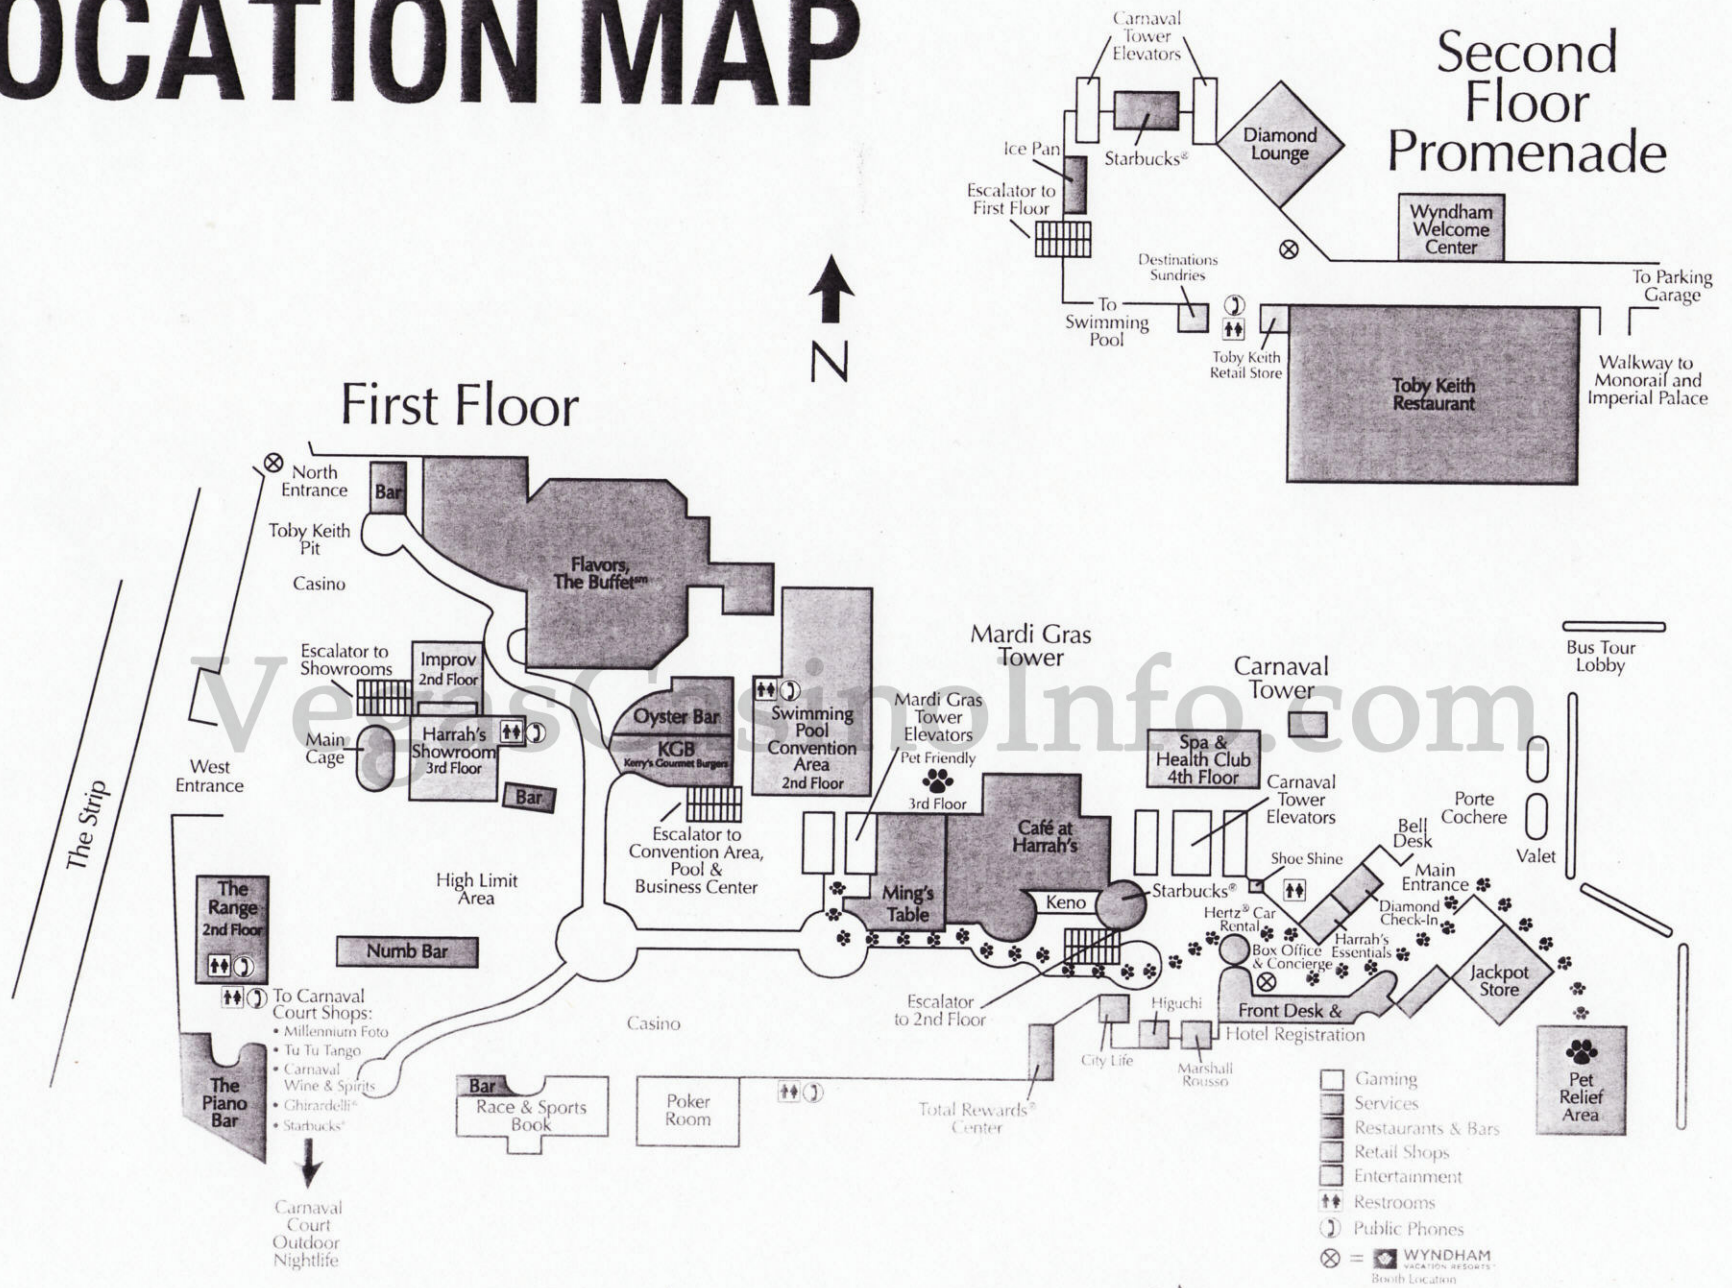 OCATION MAP
Second
Floor
Promenade
Carnaval
Tower
Elevators
Starbucks®
Diamond
Lounge
Ice Pan
Escalator to
First Floor
Wyndham
Welcome
Center
Destinations
Sundries
To
Swimming
Pool
Toby Keith
Retail Store
Toby Keith
Restaurant
To Parking
Garage
Walkway to
Monorail and
Imperial Palace
N
First Floor
North
Entrance
Bar
Toby Keith
Pit
Casino
Flavors,
The Buffet℠
Escalator to
Showrooms
Improv
2nd Floor
Main
Cage
Harrah's
Showroom
3rd Floor
Bar
Oyster Bar
KGB
Kerry's Gourmet Burgers
Swimming
Pool
Convention
Area
2nd Floor
Escalator to
Convention Area,
Pool &
Business Center
West
Entrance
The Strip
The
Range
2nd Floor
High Limit
Area
Numb Bar
To Carnaval
Court Shops:
• Millennium Foto
• Tu Tu Tango
• Carnaval
Wine & Spirits
• Ghirardelli®
• Starbucks®
The
Piano
Bar
Carnaval
Court
Outdoor
Nightlife
Bar
Race & Sports
Book
Poker
Room
Casino
Mardi Gras
Tower
Mardi Gras
Tower
Elevators
Pet Friendly
3rd Floor
Ming's
Table
Café at
Harrah's
Keno
Starbucks®
Escalator
to 2nd Floor
Total Rewards®
Center
City Life
Higuchi
Marshall
Rousso
Carnaval
Tower
Spa &
Health Club
4th Floor
Carnaval
Tower
Elevators
Shoe Shine
Hertz® Car
Rental
Box Office
& Concierge
Harrah's
Essentials
Diamond
Check-In
Bell
Desk
Main
Entrance
Porte
Cochere
Valet
Bus Tour
Lobby
Front Desk &
Hotel Registration
Jackpot
Store
Pet
Relief
Area
Gaming
Services
Restaurants & Bars
Retail Shops
Entertainment
Restrooms
Public Phones
= WYNDHAM
VACATION RESORTS
Booth Location
VegasCasinoInfo.com